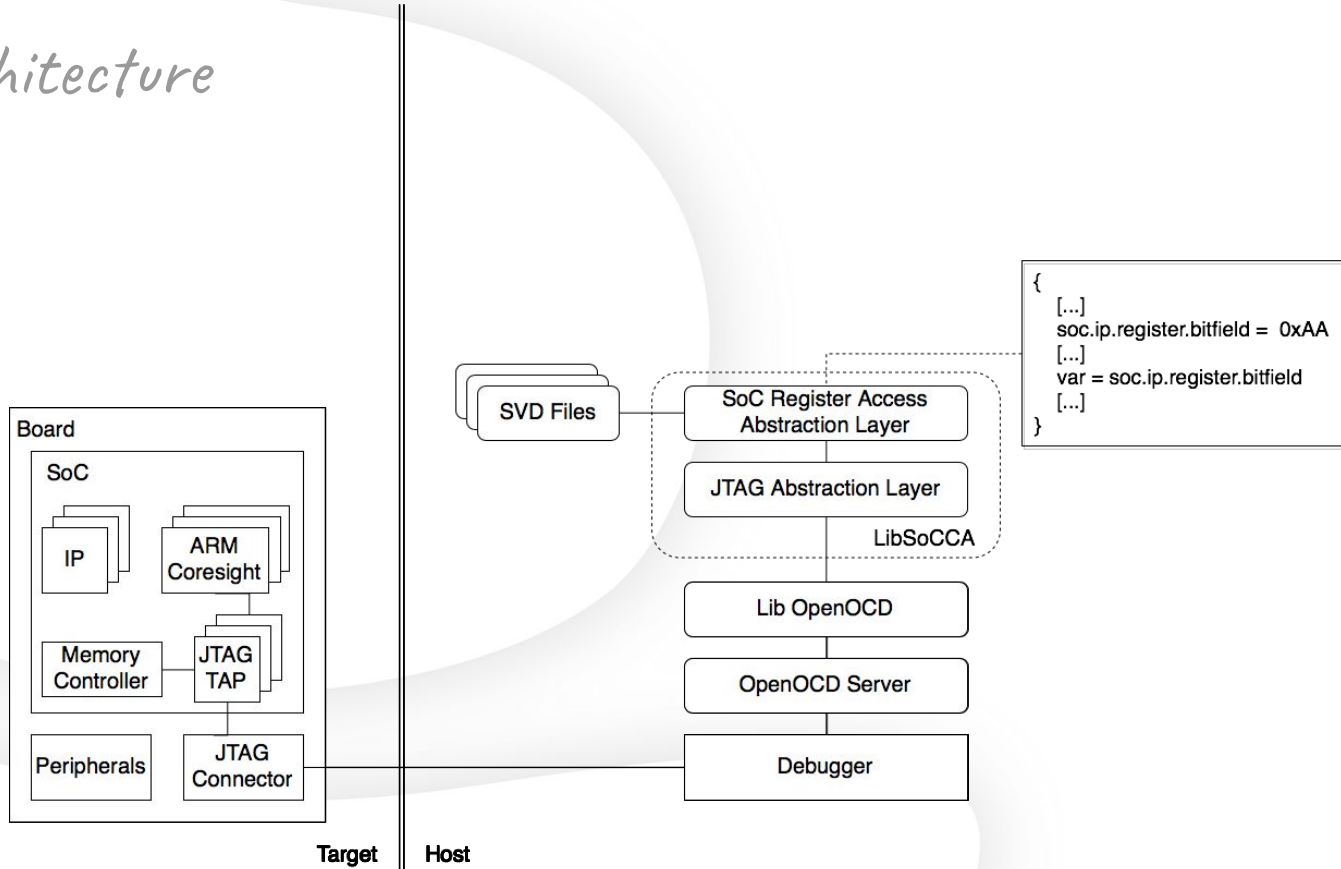 hitecture
{
[...]
soc.ip.register.bitfield = 0xAA
[...]
var = soc.ip.register.bitfield
[...]
}
SVD Files
SoC Register Access
Abstraction Layer
JTAG Abstraction Layer
LibSoCCA
Lib OpenOCD
OpenOCD Server
Debugger
Board
SoC
IP
ARM
Coresight
Memory
Controller
JTAG
TAP
Peripherals
JTAG
Connector
Target
Host